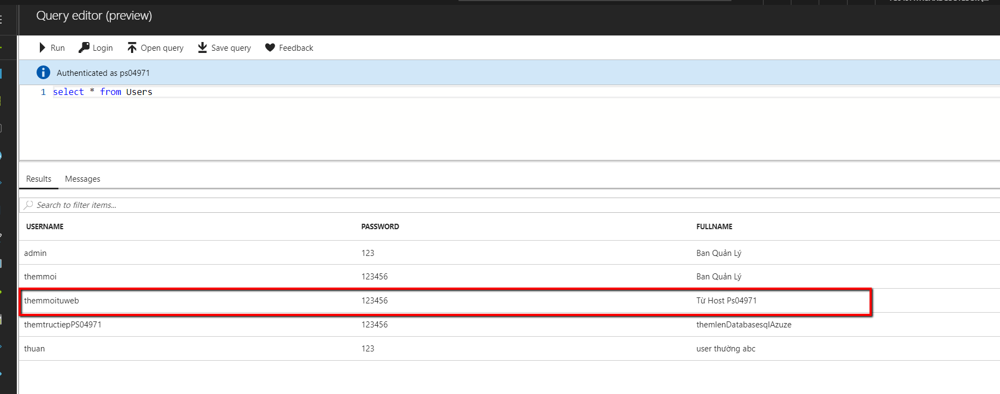 Query editor (preview)
Run Login Open query Save query Feedback
Authenticated as ps04971
1 select * from Users
Results Messages
Search to filter items...
USERNAME PASSWORD FULLNAME
admin 123 Ban Quản Lý
themmoi 123456 Ban Quản Lý
themmoituweb 123456 Từ Host Ps04971
themtructiepPS04971 123456 themlenDatabasesqlAzuze
thuan 123 user thường abc